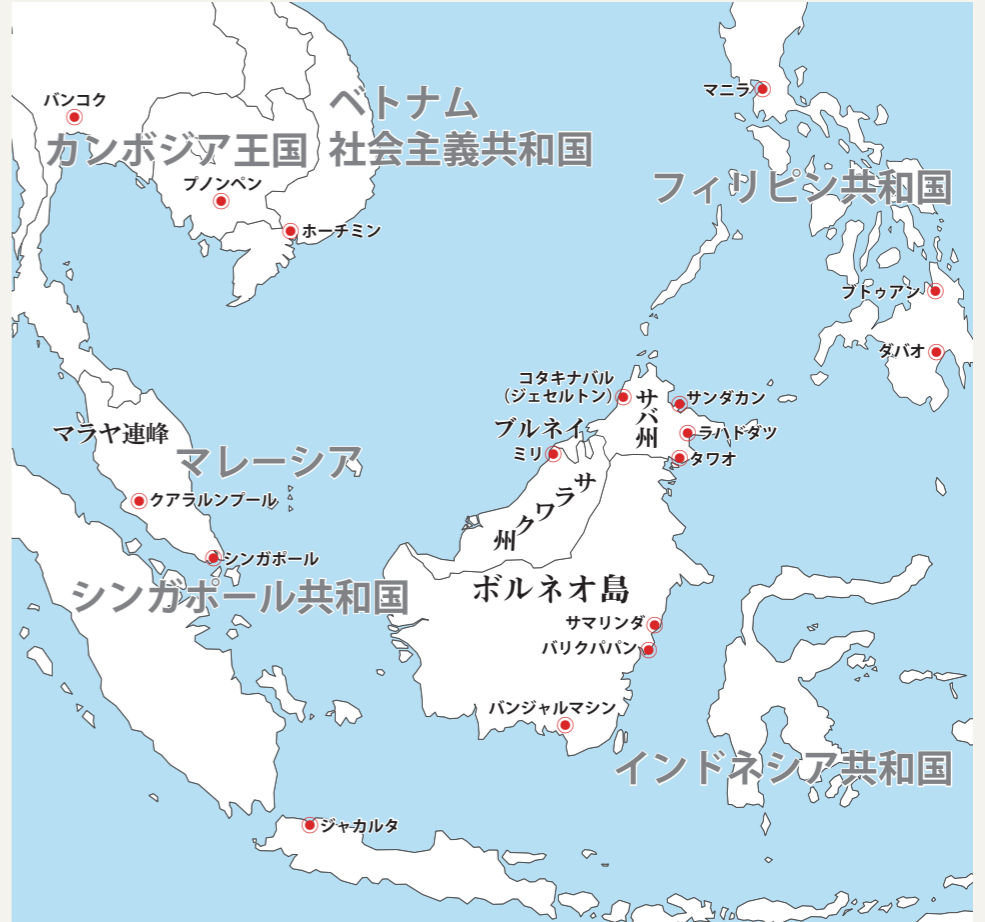 バンコク
ベトナム
社会主義共和国
カンボジア王国
プノンペン
ホーチミン
マニラ
フィリピン共和国
ブトゥアン
ダバオ
コタキナバル
(ジェセルトン)
サバ州
サンダカン
ラハドダツ
タワオ
ブルネイ
ミリ
サラワク州
マラヤ連峰
マレーシア
クアラルンプール
シンガポール
シンガポール共和国
ボルネオ島
サマリンダ
バリクパパン
バンジャルマシン
インドネシア共和国
ジャカルタ